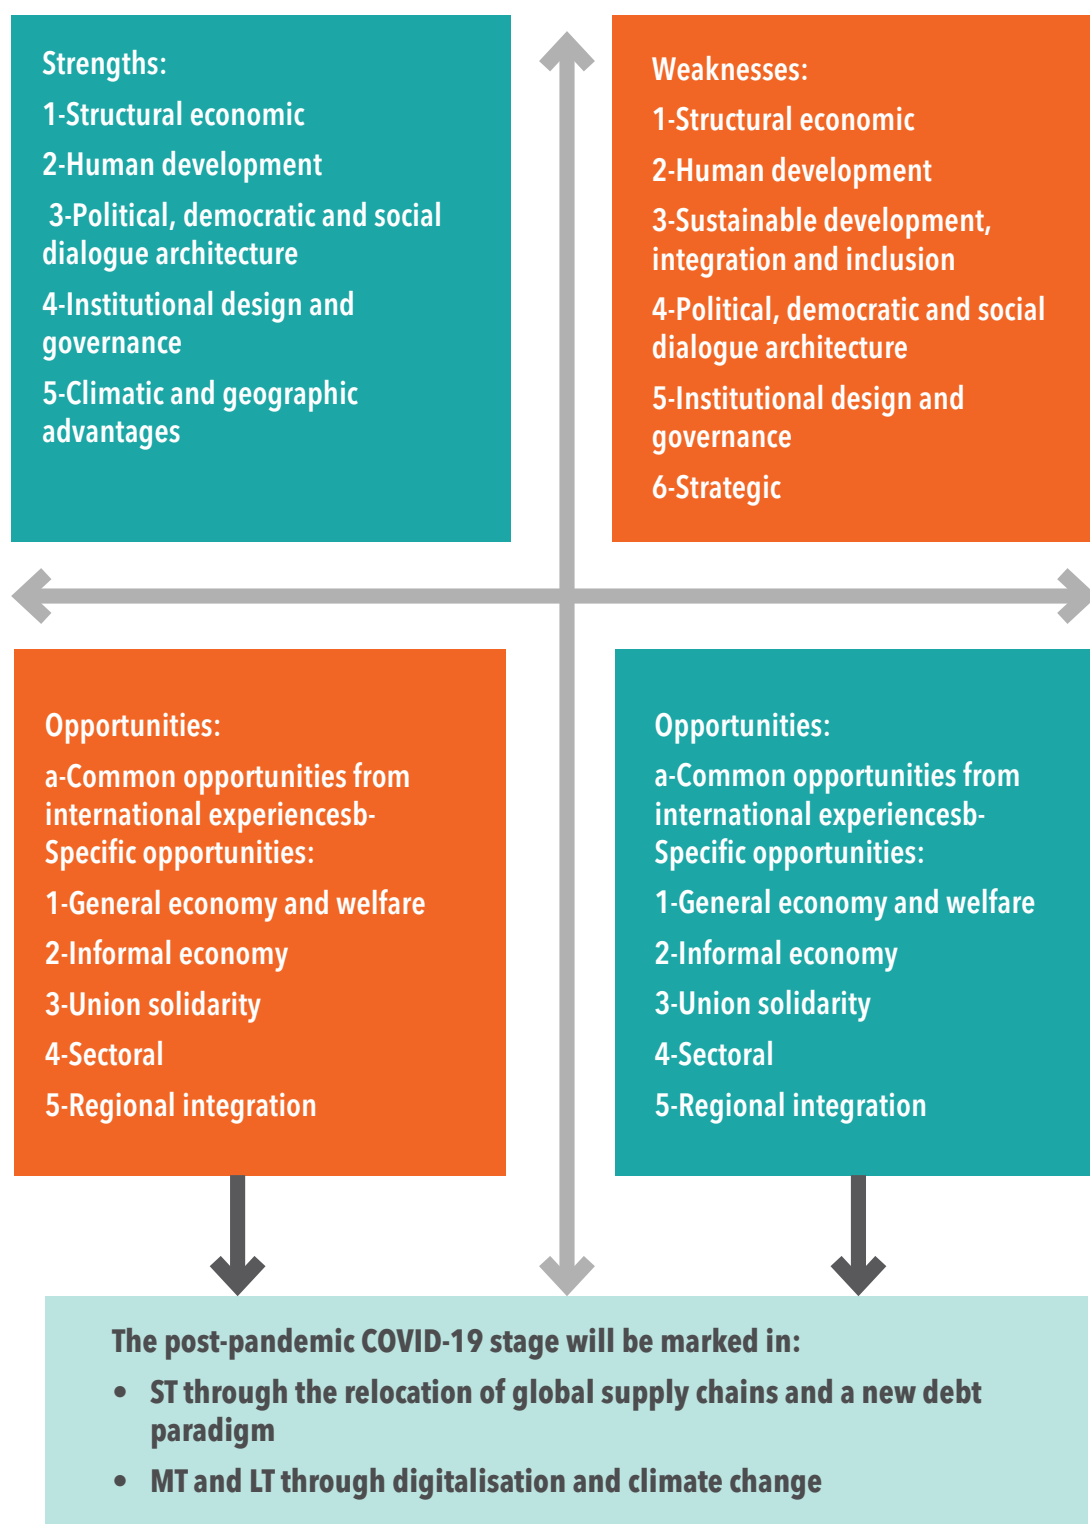 Strengths:
1-Structural economic
2-Human development
3-Political, democratic and social
dialogue architecture
4-Institutional design and
governance
5-Climatic and geographic
advantages
Weaknesses:
1-Structural economic
2-Human development
3-Sustainable development,
integration and inclusion
4-Political, democratic and social
dialogue architecture
5-Institutional design and
governance
6-Strategic
Opportunities:
a-Common opportunities from
international experiencesb-
Specific opportunities:
1-General economy and welfare
2-Informal economy
3-Union solidarity
4-Sectoral
5-Regional integration
Opportunities:
a-Common opportunities from
international experiencesb-
Specific opportunities:
1-General economy and welfare
2-Informal economy
3-Union solidarity
4-Sectoral
5-Regional integration
The post-pandemic COVID-19 stage will be marked in:
• ST through the relocation of global supply chains and a new debt
paradigm
• MT and LT through digitalisation and climate change